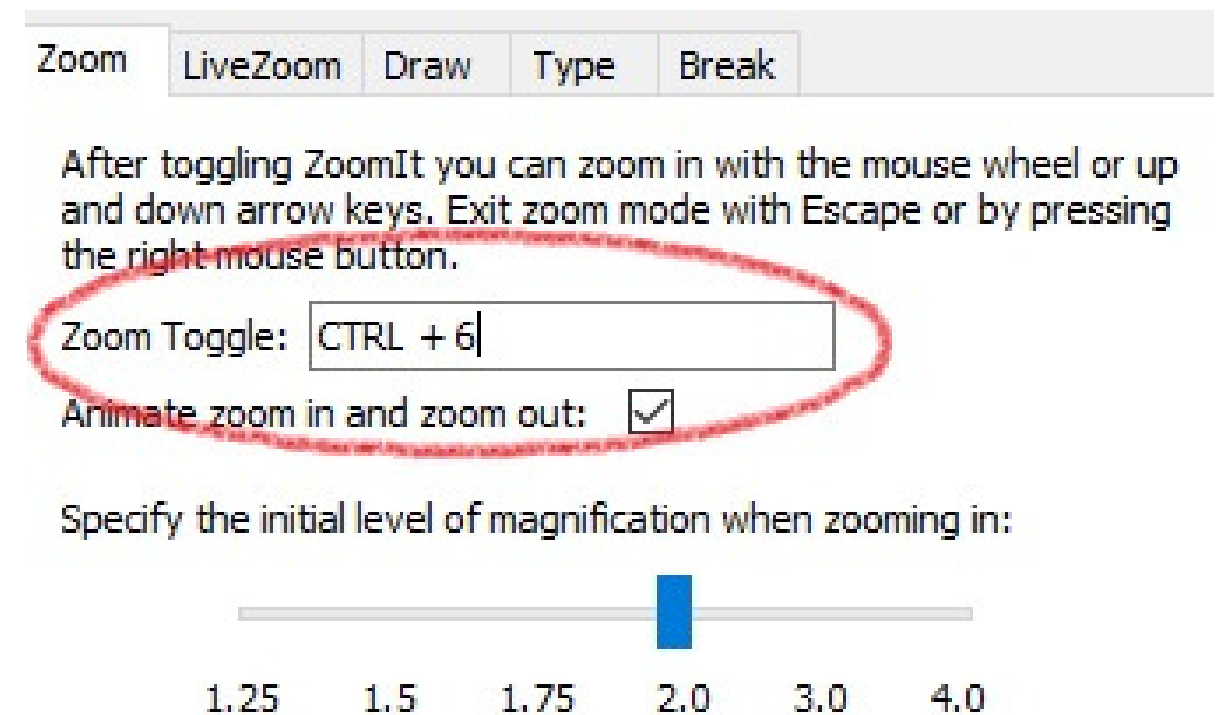 Zoom LiveZoom Draw Type Break
After toggling ZoomIt you can zoom in with the mouse wheel or up
and down arrow keys. Exit zoom mode with Escape or by pressing
the right mouse button.
Zoom Toggle: CTRL + 6
Animate zoom in and zoom out:
Specify the initial level of magnification when zooming in:
1.25 1.5 1.75 2.0 3.0 4.0